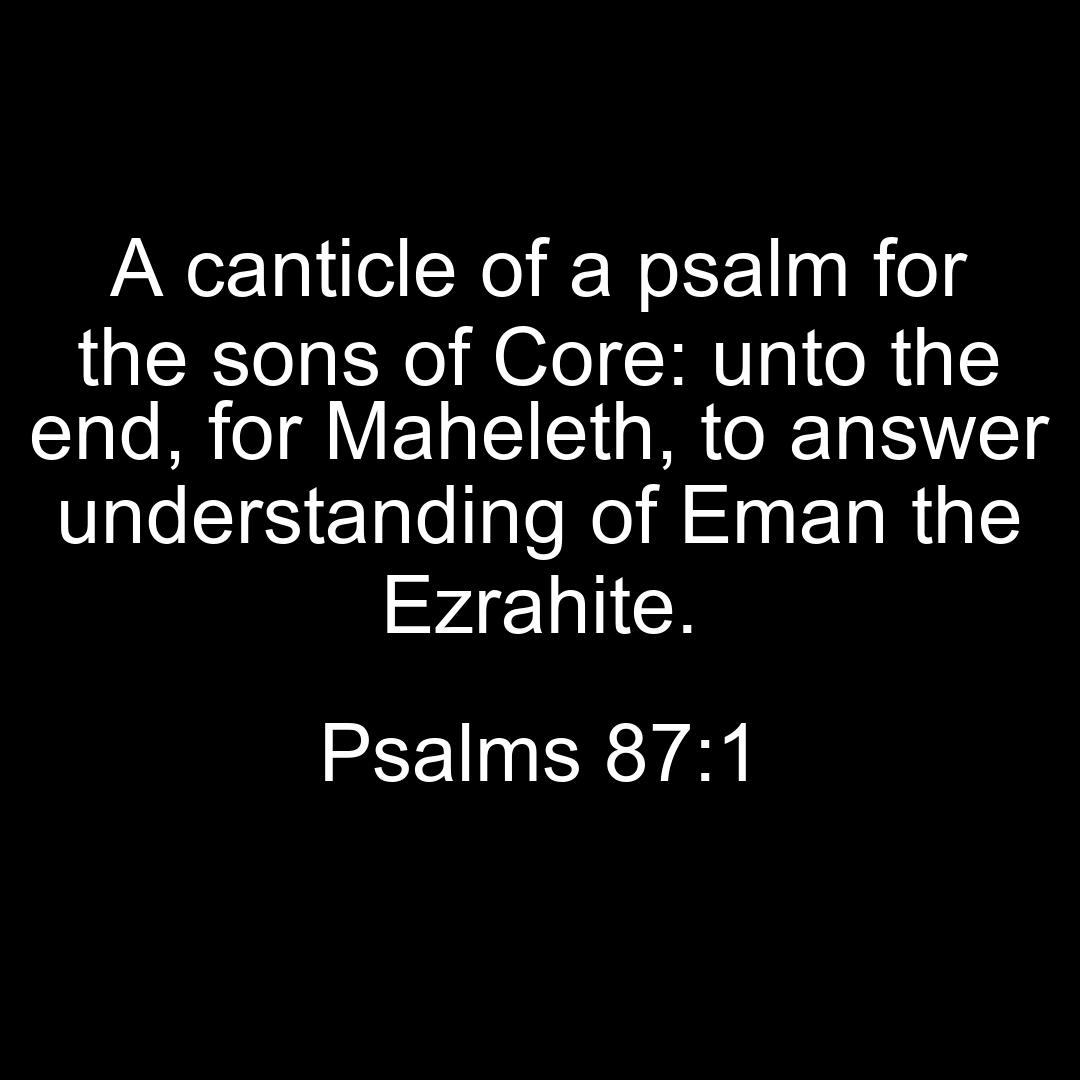 A canticle of a psalm for
the sons of Core: unto the
end, for Maheleth, to answer
understanding of Eman the
Ezrahite.
Psalms 87:1